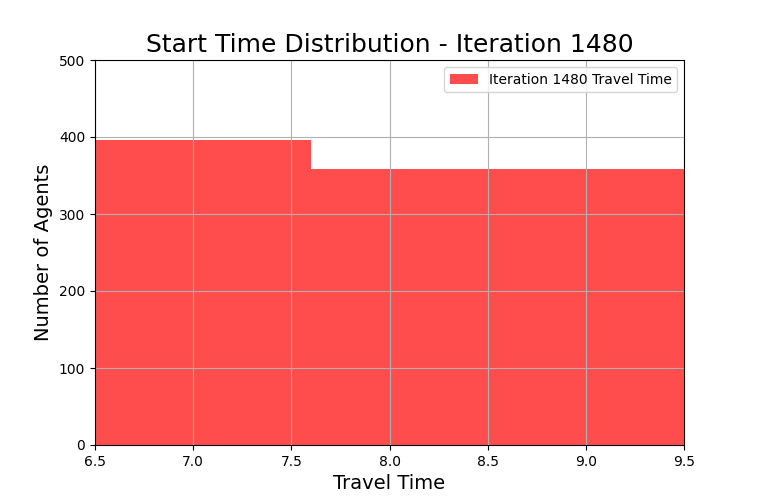 Start Time Distribution - Iteration 1480
Iteration 1480 Travel Time
Number of Agents
500
400
300
200
100
0
6.5 7.0 7.5 8.0 8.5 9.0 9.5
Travel Time